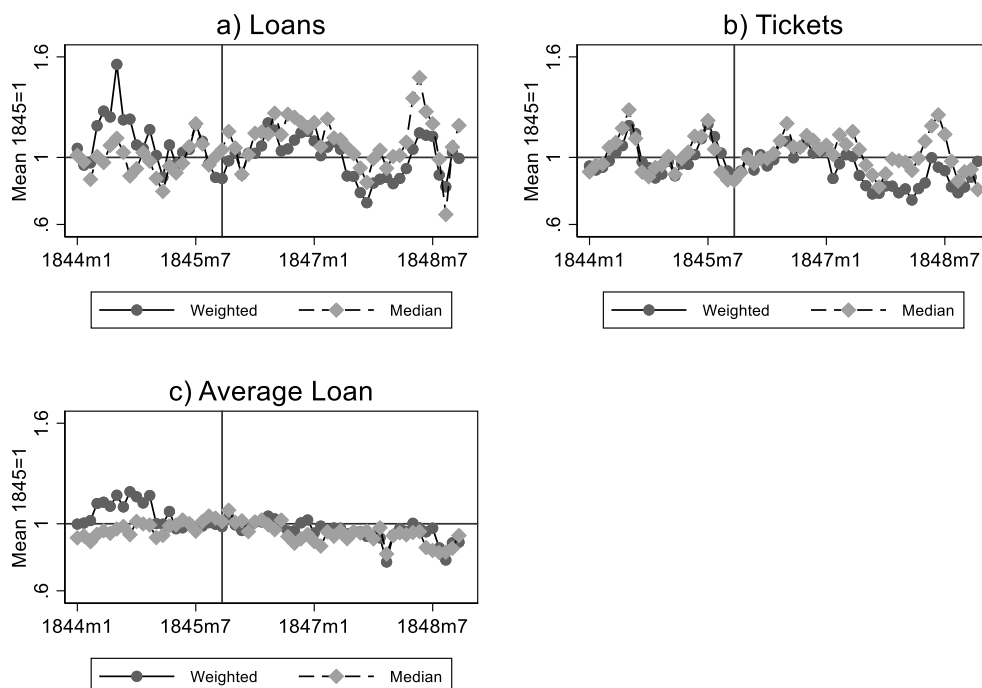 a) Loans
Mean 1845=1
1.6
1
.6
1844m1 1845m7 1847m1 1848m7
Weighted Median
b) Tickets
Mean 1845=1
1.6
1
.6
1844m1 1845m7 1847m1 1848m7
Weighted Median
c) Average Loan
Mean 1845=1
1.6
1
.6
1844m1 1845m7 1847m1 1848m7
Weighted Median